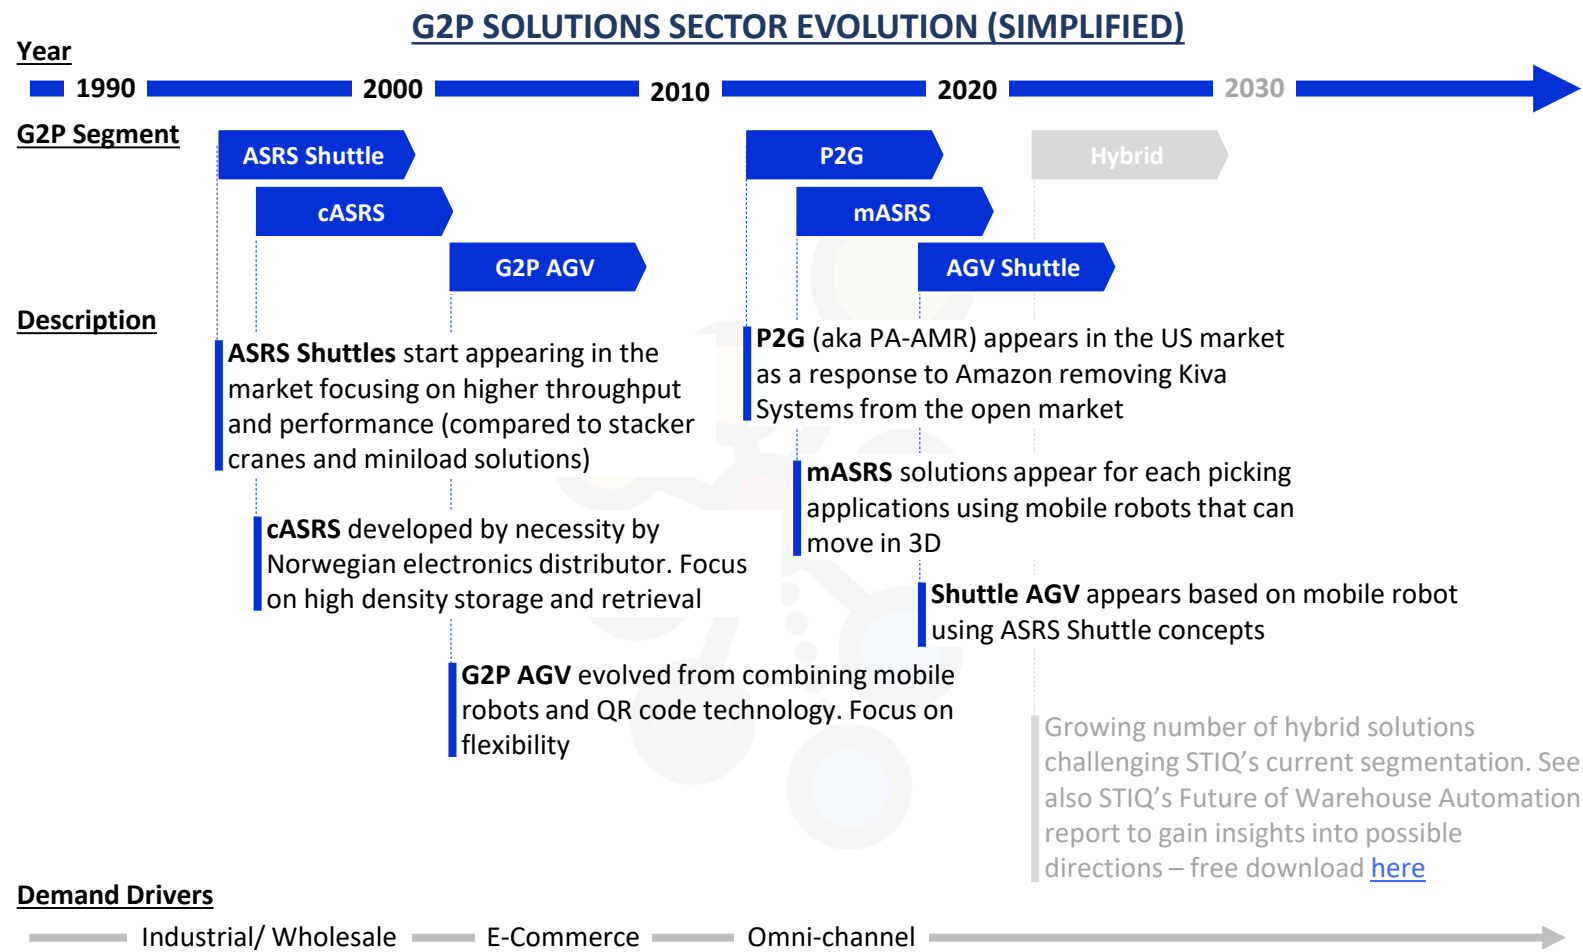 G2P SOLUTIONS SECTOR EVOLUTION (SIMPLIFIED)
Year
1990 2000 2010 2020 2030
G2P Segment
ASRS Shuttle
cASRS
G2P AGV
P2G
mASRS
AGV Shuttle
Hybrid
Description
ASRS Shuttles start appearing in the
market focusing on higher throughput
and performance (compared to stacker
cranes and miniload solutions)
cASRS developed by necessity by
Norwegian electronics distributor. Focus
on high density storage and retrieval
G2P AGV evolved from combining mobile
robots and QR code technology. Focus on
flexibility
P2G (aka PA-AMR) appears in the US market
as a response to Amazon removing Kiva
Systems from the open market
mASRS solutions appear for each picking
applications using mobile robots that can
move in 3D
Shuttle AGV appears based on mobile robot
using ASRS Shuttle concepts
Growing number of hybrid solutions
challenging STIQ’s current segmentation. See
also STIQ’s Future of Warehouse Automation
report to gain insights into possible
directions – free download here
Demand Drivers
Industrial/ Wholesale E-Commerce Omni-channel